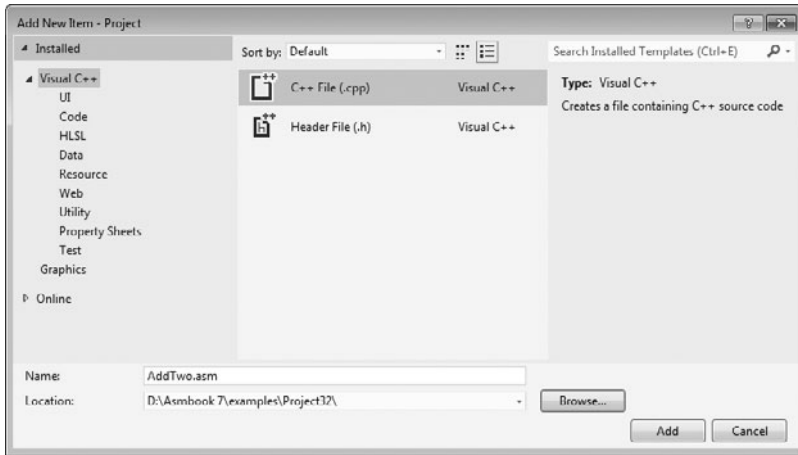 Add New Item - Project
Installed
Sort by: Default
Search Installed Templates (Ctrl+E)
Visual C++
UI
Code
HLSL
Data
Resource
Web
Utility
Property Sheets
Test
Graphics
Online
C++ File (.cpp) Visual C++
Header File (.h) Visual C++
Type: Visual C++
Creates a file containing C++ source code
Name: AddTwo.asm
Location: D:\Asmbook 7\examples\Project32\
Browse...
Add
Cancel